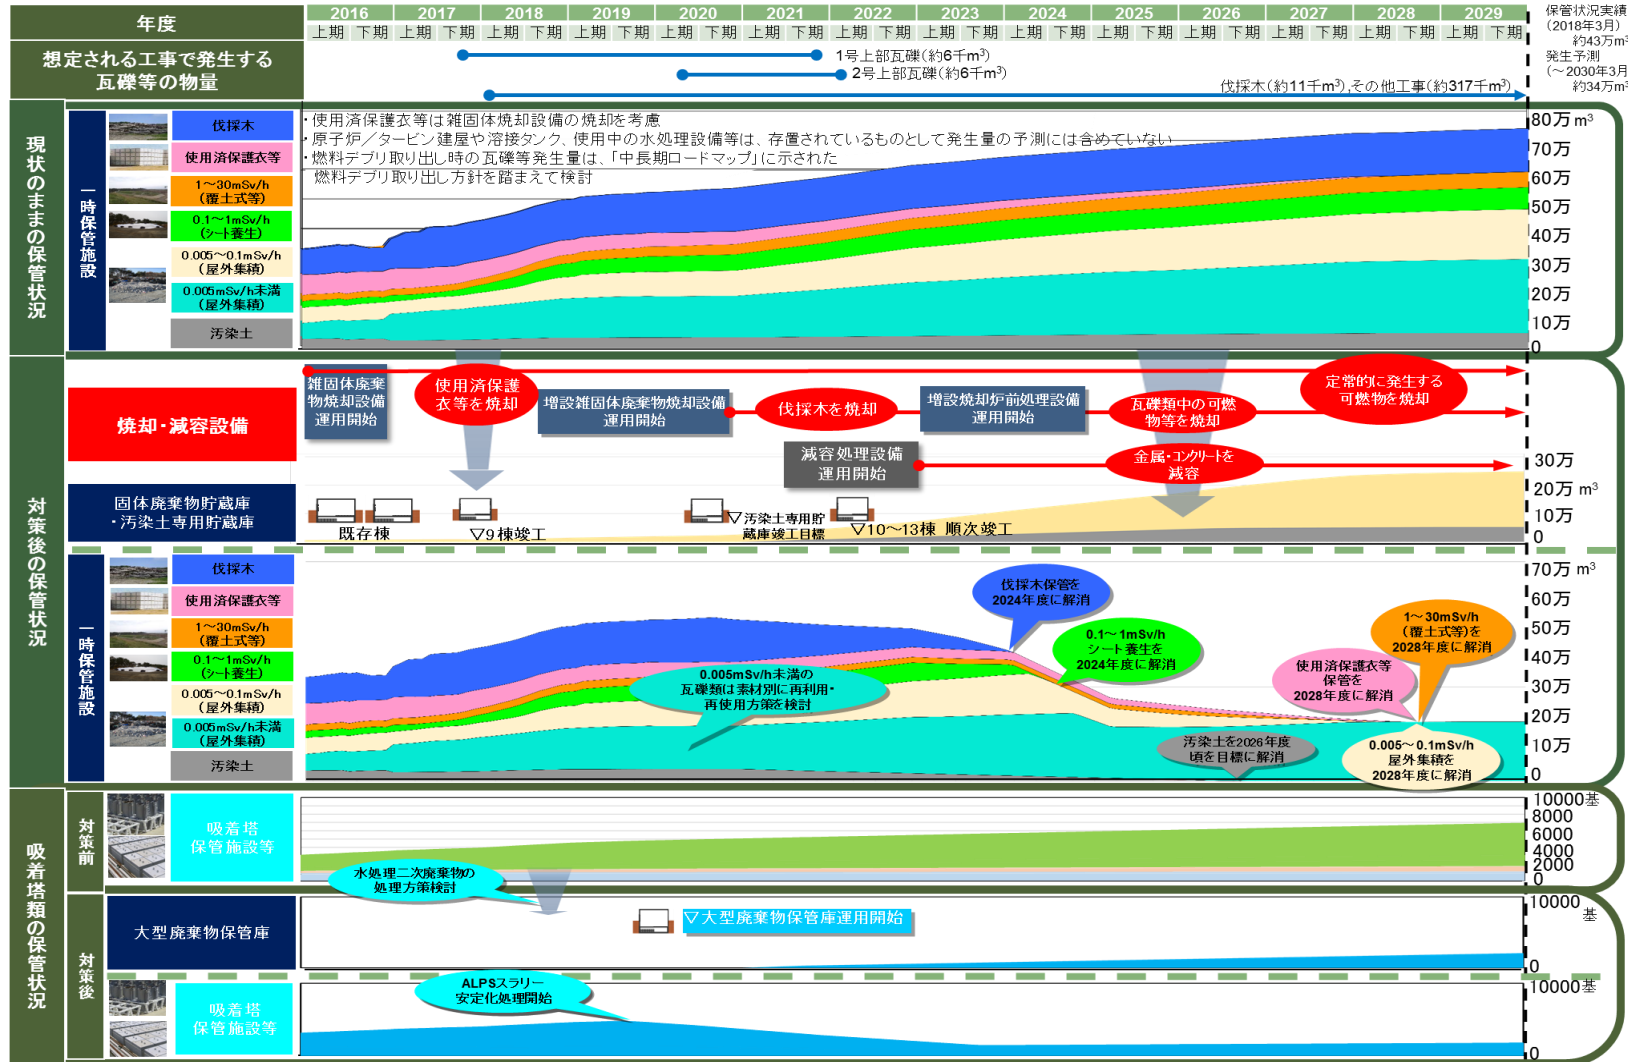 年度
2016 2017 2018 2019 2020 2021 2022 2023 2024 2025 2026 2027 2028 2029
上期 下期 上期 下期 上期 下期 上期 下期 上期 下期 上期 下期 上期 下期 上期 下期 上期 下期 上期 下期 上期 下期 上期 下期 上期 下期 上期 下期
保管状況実績
(2018年3月)
約43万m³
発生予測
(～2030年3月
約34万m³
想定される工事で発生する
瓦礫等の物量
1号上部瓦礫(約6千m³)
2号上部瓦礫(約6千m³)
伐採木(約11千m³),その他工事(約317千m³)
現状のままの保管状況
一時保管施設
伐採木
使用済保護衣等
1～30mSv/h
(覆土式等)
0.1～1mSv/h
(シート養生)
0.005～0.1mSv/h
(屋外集積)
0.005mSv/h未満
(屋外集積)
汚染土
・使用済保護衣等は雑固体焼却設備の焼却を考慮
・原子炉／タービン建屋や溶接タンク、使用中の水処理設備等は、存置されているものとして発生量の予測には含めていない
・燃料デブリ取り出し時の瓦礫等発生量は、「中長期ロードマップ」に示された
燃料デブリ取り出し方針を踏まえて検討
80万 m³
70万
60万
50万
40万
30万
20万
10万
0
対策後の保管状況
焼却・減容設備
雑固体廃棄
物焼却設備
運用開始
使用済保護
衣等を焼却
増設雑固体廃棄物焼却設備
運用開始
伐採木を焼却
増設焼却炉前処理設備
運用開始
瓦礫類中の可燃
物等を焼却
定常的に発生する
可燃物を焼却
減容処理設備
運用開始
金属・コンクリートを
減容
固体廃棄物貯蔵庫
・汚染土専用貯蔵庫
既存棟
▽9棟竣工
▽汚染土専用貯
蔵庫竣工目標
▽10～13棟 順次竣工
30万
20万 m³
10万
0
一時保管施設
伐採木
使用済保護衣等
1～30mSv/h
(覆土式等)
0.1～1mSv/h
(シート養生)
0.005～0.1mSv/h
(屋外集積)
0.005mSv/h未満
(屋外集積)
汚染土
0.005mSv/h未満の
瓦礫類は素材別に再利用・
再使用方策を検討
伐採木保管を
2024年度に解消
0.1～1mSv/h
シート養生を
2024年度に解消
汚染土を2026年度
頃を目標に解消
使用済保護衣等
保管を
2028年度に解消
1～30mSv/h
(覆土式等)を
2028年度に解消
0.005～0.1mSv/h
屋外集積を
2028年度に解消
70万 m³
60万
50万
40万
30万
20万
10万
0
吸着塔類の保管状況
対策前
吸着塔
保管施設等
水処理二次廃棄物の
処理方策検討
10000基
8000
6000
4000
2000
0
対策後
大型廃棄物保管庫
▽大型廃棄物保管庫運用開始
10000
基
0
吸着塔
保管施設等
ALPSスラリー
安定化処理開始
10000基
0